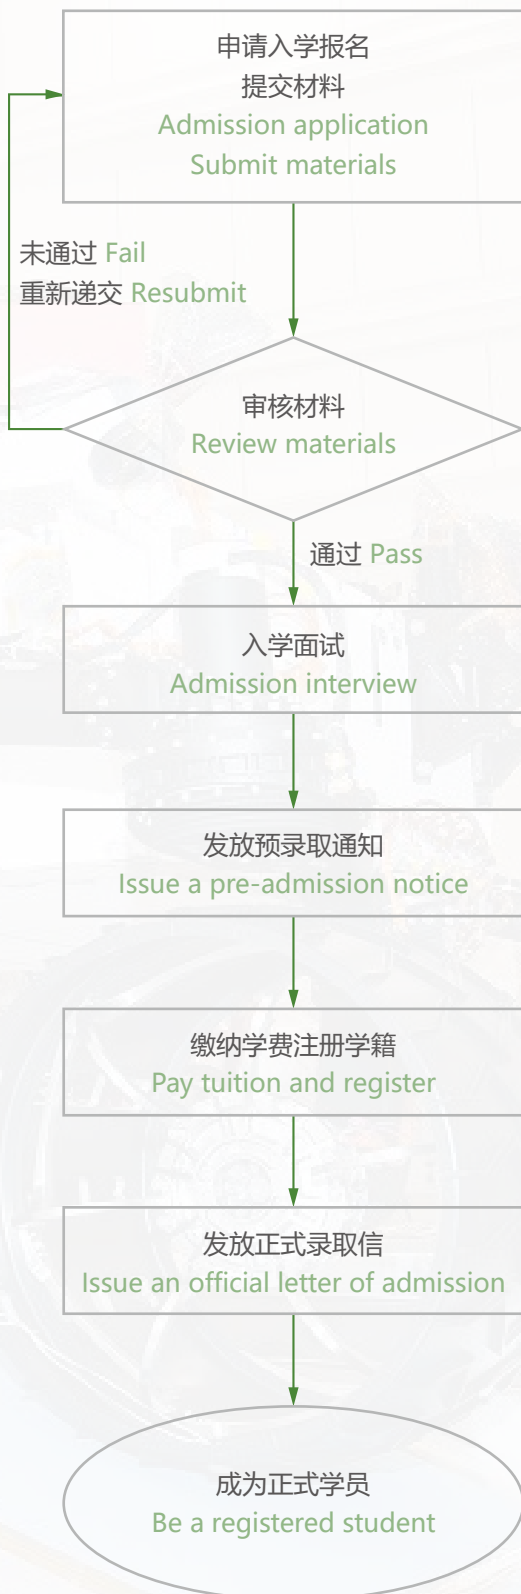 申请入学报名
提交材料
Admission application
Submit materials
未通过 Fail
重新递交 Resubmit
审核材料
Review materials
通过 Pass
入学面试
Admission interview
发放预录取通知
Issue a pre-admission notice
缴纳学费注册学籍
Pay tuition and register
发放正式录取信
Issue an official letter of admission
成为正式学员
Be a registered student